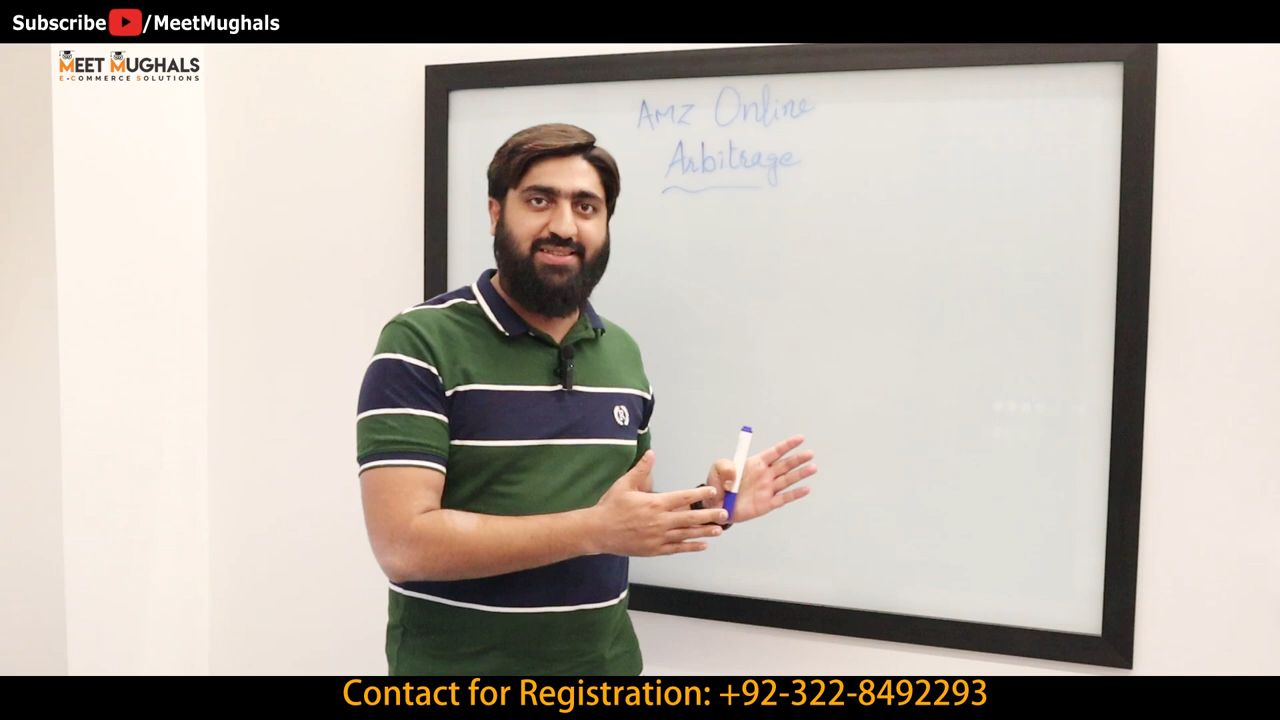 Subscribe /MeetMughals
MEET MUGHALS
E-COMMERCE SOLUTIONS
AMZ Online
Arbitrage
Contact for Registration: +92-322-8492293